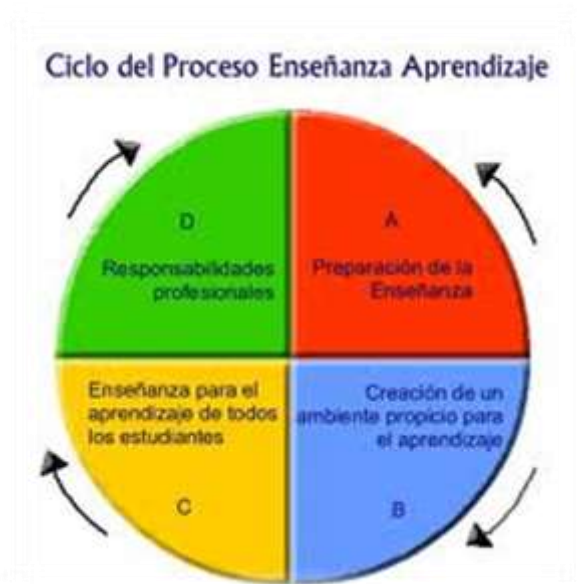 Ciclo del Proceso Enseñanza Aprendizaje
D
Responsabilidades
profesionales
A
Preparación de la
Enseñanza
Enseñanza para el
aprendizaje de todos
los estudiantes
C
Creación de un
ambiente propicio para
el aprendizaje
B